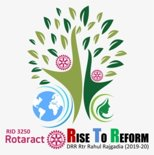 RID 3250
Rotaract
RISE TO REFORM
DRR Rtr Rahul Rajgadia (2019-20)